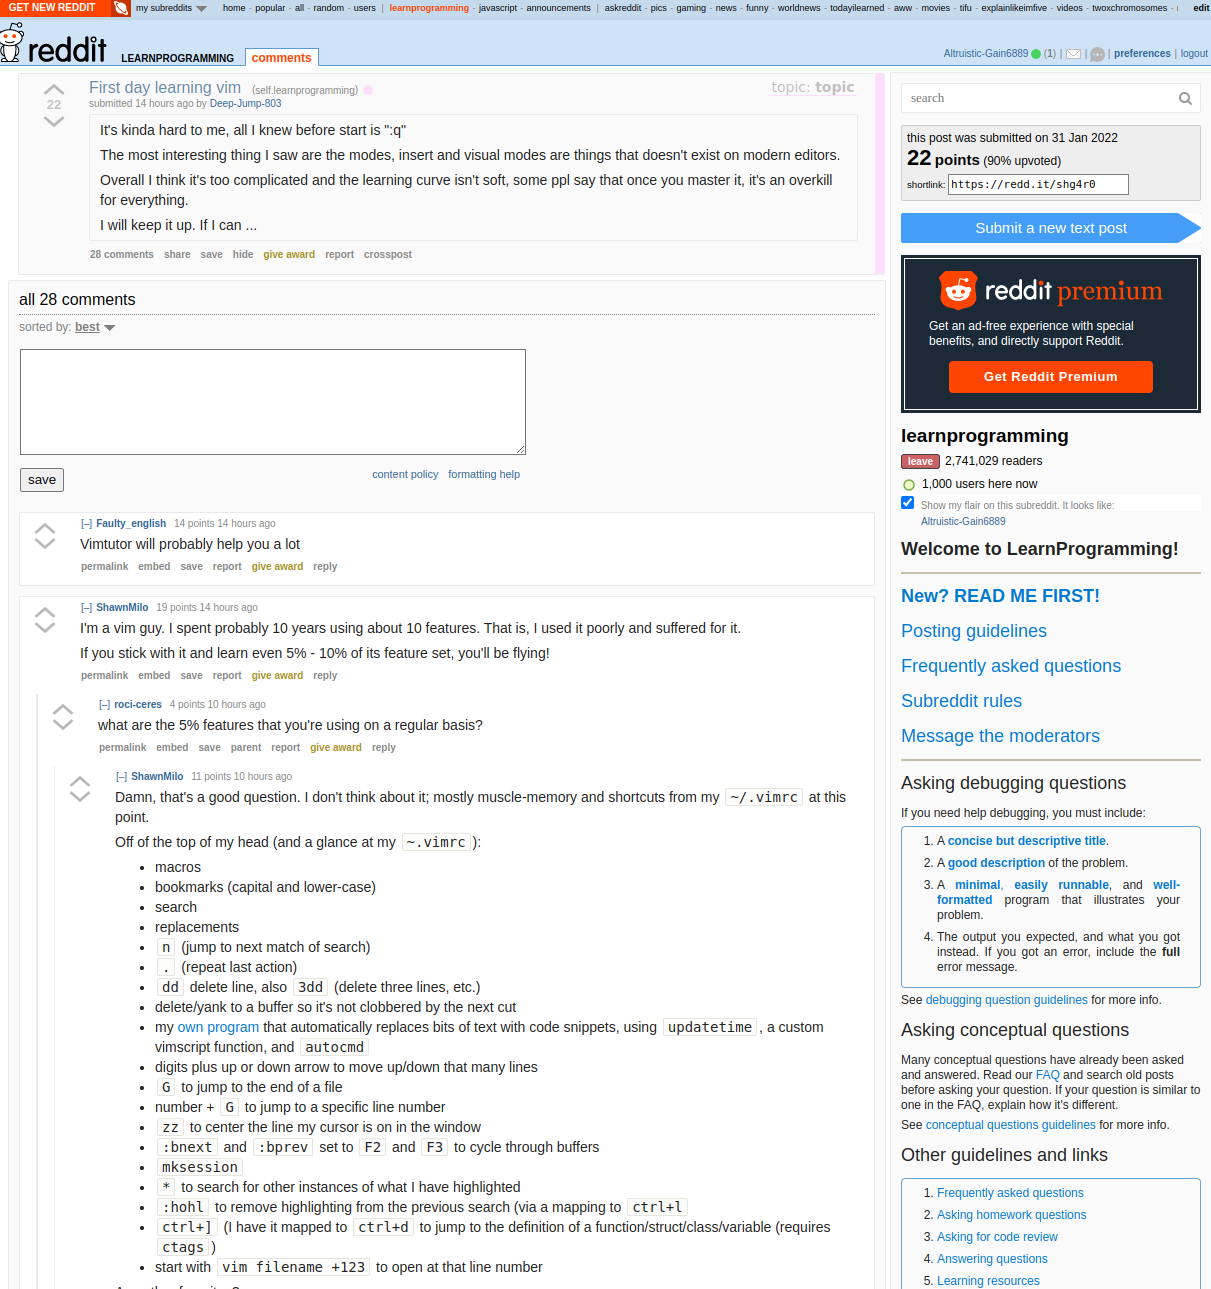 GET NEW REDDIT my subreddits home - popular - all - random - users | learnprogramming - javascript - announcements | askreddit - pics - gaming - news - funny - worldnews - todayilearned - aww - movies - tifu - explainlikeimfive - videos - twoxchromosomes - edit
reddit LEARNPROGRAMMING comments
Altruistic-Gain6889 (1) | | | preferences | logout
First day learning vim (self.learnprogramming)
topic: topic
22
submitted 14 hours ago by Deep-Jump-803
It's kinda hard to me, all I knew before start is ":q"
The most interesting thing I saw are the modes, insert and visual modes are things that doesn't exist on modern editors.
Overall I think it's too complicated and the learning curve isn't soft, some ppl say that once you master it, it's an overkill
for everything.
I will keep it up. If I can ...
28 comments share save hide give award report crosspost
all 28 comments
sorted by: best
save
content policy formatting help
[–] Faulty_english 14 points 14 hours ago
Vimtutor will probably help you a lot
permalink embed save report give award reply
[–] ShawnMilo 19 points 14 hours ago
I'm a vim guy. I spent probably 10 years using about 10 features. That is, I used it poorly and suffered for it.
If you stick with it and learn even 5% - 10% of its feature set, you'll be flying!
permalink embed save report give award reply
[–] roci-ceres 4 points 10 hours ago
what are the 5% features that you're using on a regular basis?
permalink embed save parent report give award reply
[–] ShawnMilo 11 points 10 hours ago
Damn, that's a good question. I don't think about it; mostly muscle-memory and shortcuts from my ~/.vimrc at this
point.
Off of the top of my head (and a glance at my ~.vimrc):
• macros
• bookmarks (capital and lower-case)
• search
• replacements
• n (jump to next match of search)
• . (repeat last action)
• dd delete line, also 3dd (delete three lines, etc.)
• delete/yank to a buffer so it's not clobbered by the next cut
• my own program that automatically replaces bits of text with code snippets, using updatetime, a custom
vimscript function, and autocmd
• digits plus up or down arrow to move up/down that many lines
• G to jump to the end of a file
• number + G to jump to a specific line number
• zz to center the line my cursor is on in the window
• :bnext and :bprev set to F2 and F3 to cycle through buffers
• mksession
• * to search for other instances of what I have highlighted
• :hohl to remove highlighting from the previous search (via a mapping to ctrl+l
• ctrl+] (I have it mapped to ctrl+d to jump to the definition of a function/struct/class/variable (requires
ctags)
• start with vim filename +123 to open at that line number
search
this post was submitted on 31 Jan 2022
22 points (90% upvoted)
shortlink: https://redd.it/shg4r0
Submit a new text post
reddit premium
Get an ad-free experience with special
benefits, and directly support Reddit.
Get Reddit Premium
learnprogramming
leave 2,741,029 readers
1,000 users here now
Show my flair on this subreddit. It looks like:
Altruistic-Gain6889
Welcome to LearnProgramming!
New? READ ME FIRST!
Posting guidelines
Frequently asked questions
Subreddit rules
Message the moderators
Asking debugging questions
If you need help debugging, you must include:
1. A concise but descriptive title.
2. A good description of the problem.
3. A minimal, easily runnable, and well-
formatted program that illustrates your
problem.
4. The output you expected, and what you got
instead. If you got an error, include the full
error message.
See debugging question guidelines for more info.
Asking conceptual questions
Many conceptual questions have already been asked
and answered. Read our FAQ and search old posts
before asking your question. If your question is similar to
one in the FAQ, explain how it's different.
See conceptual questions guidelines for more info.
Other guidelines and links
1. Frequently asked questions
2. Asking homework questions
3. Asking for code review
4. Answering questions
5. Learning resources